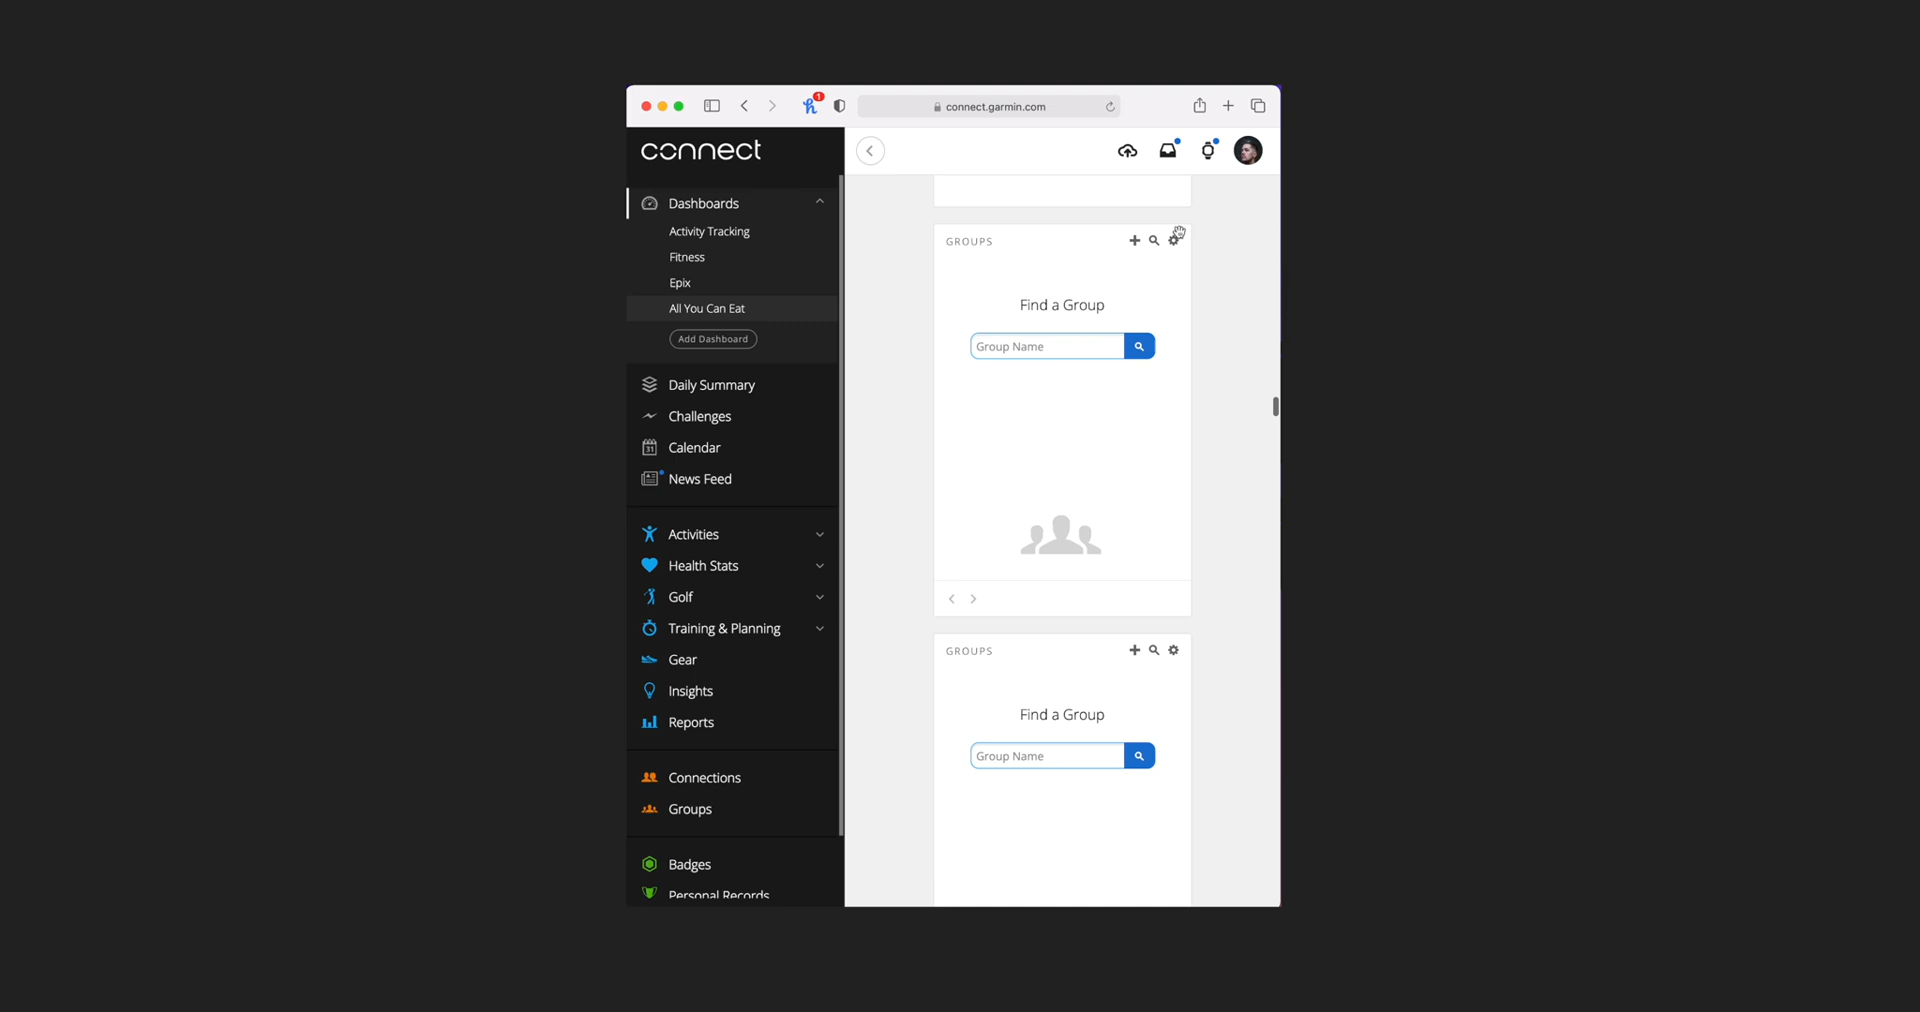 1
connect.garmin.com
connect
Dashboards
Activity Tracking
Fitness
Epix
All You Can Eat
Add Dashboard
Daily Summary
Challenges
31
Calendar
News Feed
Activities
Health Stats
Golf
Training & Planning
Gear
Insights
Reports
Connections
Groups
Badges
Personal Records
GROUPS
Find a Group
Group Name
GROUPS
Find a Group
Group Name